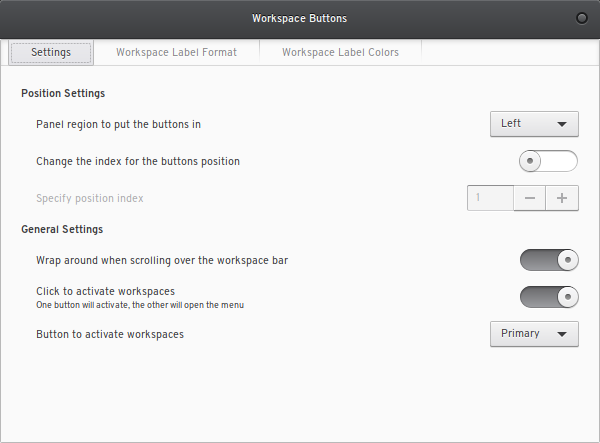 Workspace Buttons
Settings
Workspace Label Format
Workspace Label Colors
Position Settings
Panel region to put the buttons in
Left
Change the index for the buttons position
Specify position index
1
General Settings
Wrap around when scrolling over the workspace bar
Click to activate workspaces
One button will activate, the other will open the menu
Button to activate workspaces
Primary